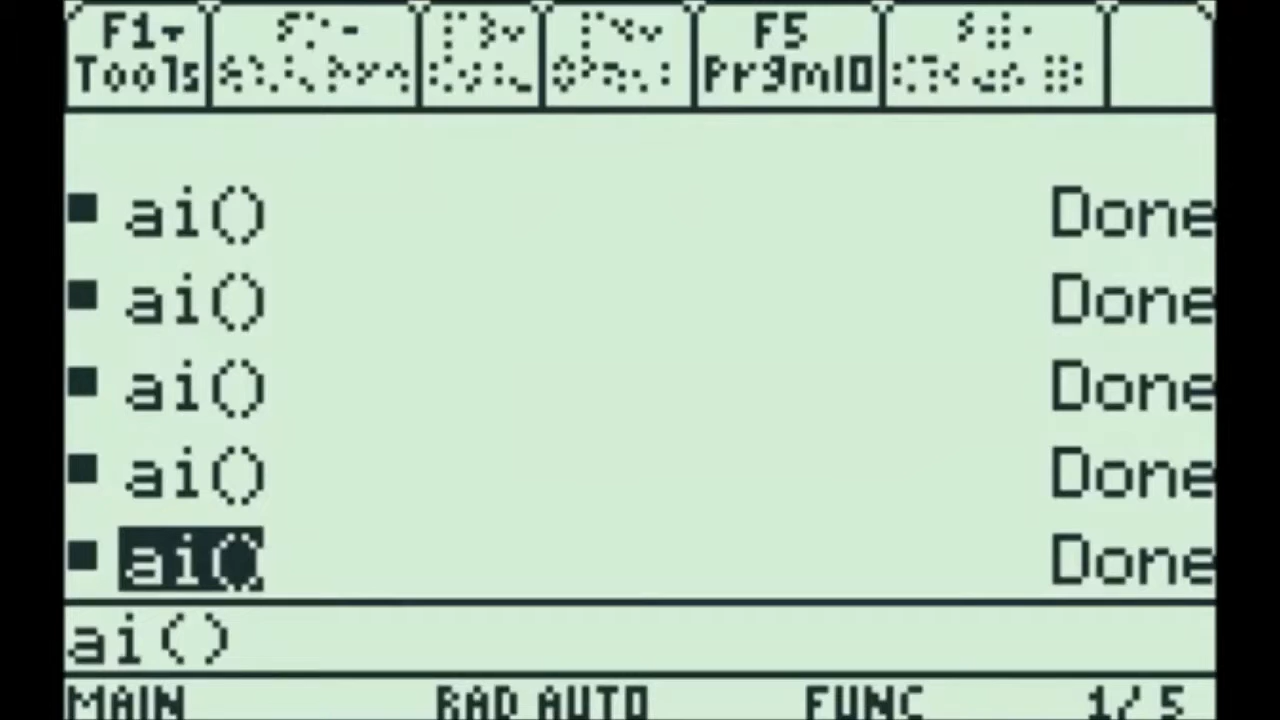 F1▾ F5
Tools PrgmIO
■ ai() Done
■ ai() Done
■ ai() Done
■ ai() Done
■ ai() Done
ai()
MAIN RAD AUTO FUNC 1/5